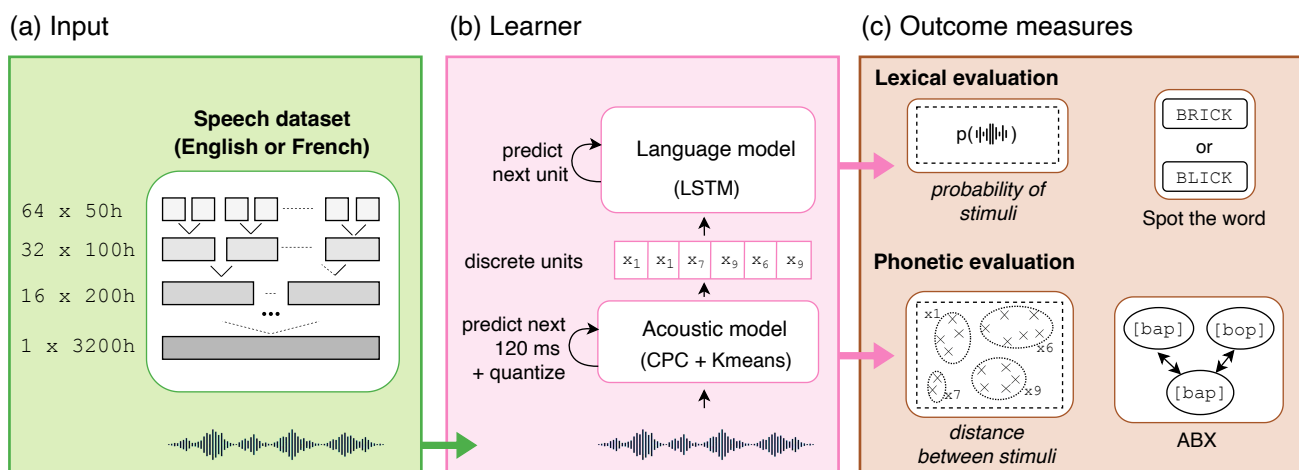 (a) Input
Speech dataset
(English or French)
64 x 50h
32 x 100h
16 x 200h
1 x 3200h
(b) Learner
predict
next unit
Language model
(LSTM)
discrete units
x1 x1 x7 x9 x6 x9
predict next
120 ms
+ quantize
Acoustic model
(CPC + Kmeans)
(c) Outcome measures
Lexical evaluation
p( )
probability of
stimuli
BRICK
or
BLICK
Spot the word
Phonetic evaluation
x1
x6
x7
x9
distance
between stimuli
[bap]
[bop]
[bap]
ABX